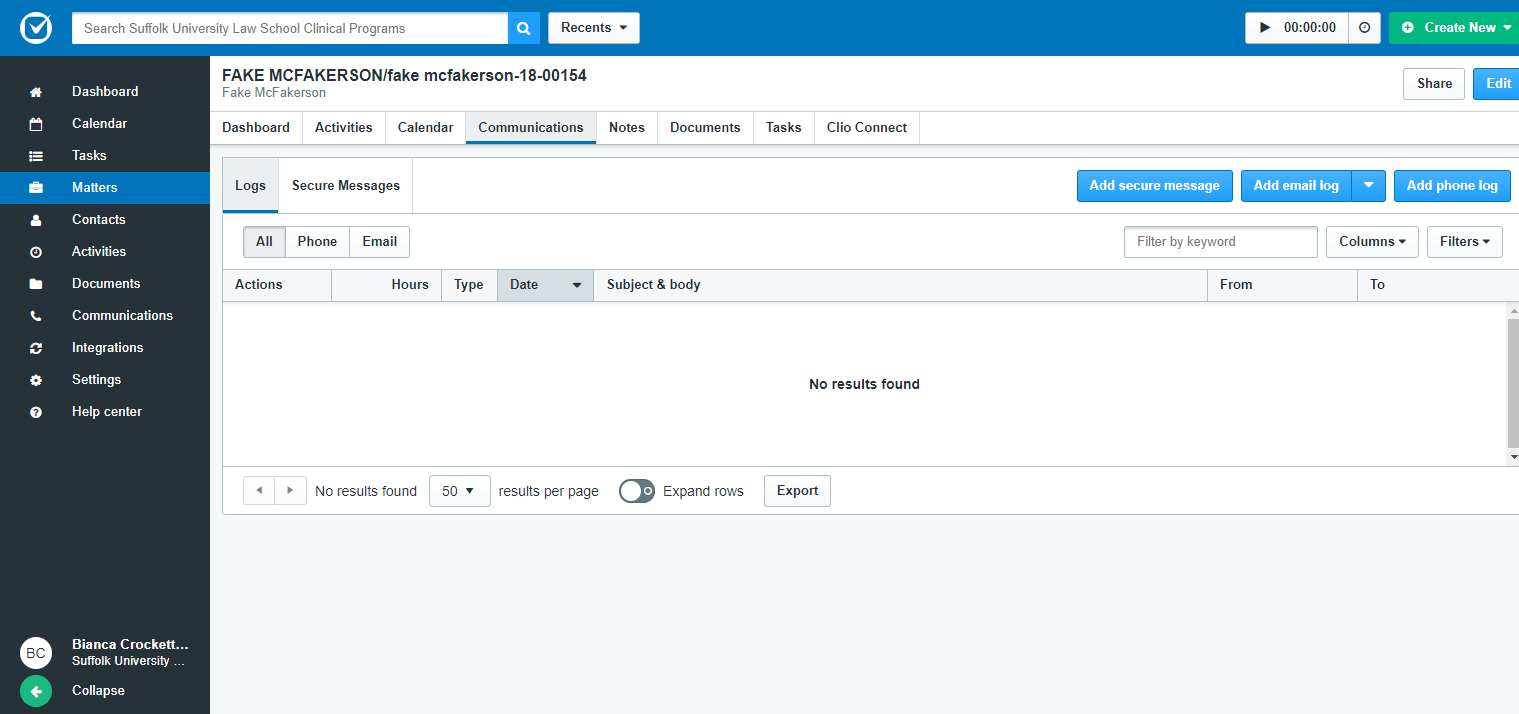 Search Suffolk University Law School Clinical Programs
Recents
00:00:00
Create New
Dashboard
Calendar
Tasks
Matters
Contacts
Activities
Documents
Communications
Integrations
Settings
Help center
BC
Bianca Crockett...
Suffolk University ...
Collapse
FAKE MCFAKERSON/fake mcfakerson-18-00154
Fake McFakerson
Share
Edit
Dashboard Activities Calendar Communications Notes Documents Tasks Clio Connect
Logs Secure Messages
Add secure message Add email log Add phone log
All Phone Email
Filter by keyword Columns Filters
Actions Hours Type Date Subject & body From To
No results found
No results found 50 results per page Expand rows Export